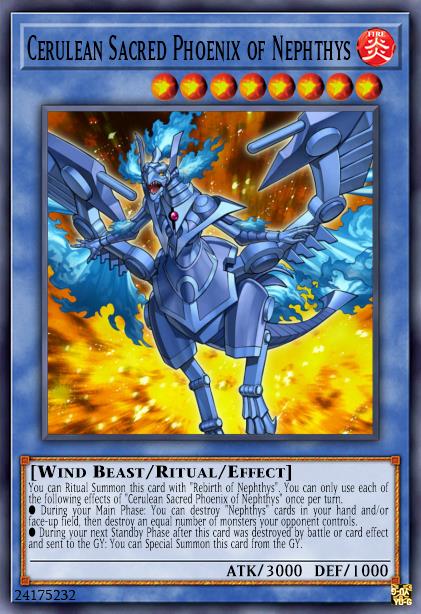 Cerulean Sacred Phoenix of Nephthys
FIRE
炎
[Wind Beast/Ritual/Effect]
You can Ritual Summon this card with "Rebirth of Nephthys". You can only use each of
the following effects of "Cerulean Sacred Phoenix of Nephthys" once per turn.
● During your Main Phase: You can destroy "Nephthys" cards in your hand and/or
face-up field, then destroy an equal number of monsters your opponent controls.
● During your next Standby Phase after this card was destroyed by battle or card effect
and sent to the GY: You can Special Summon this card from the GY.
ATK/3000 DEF/1000
24175232